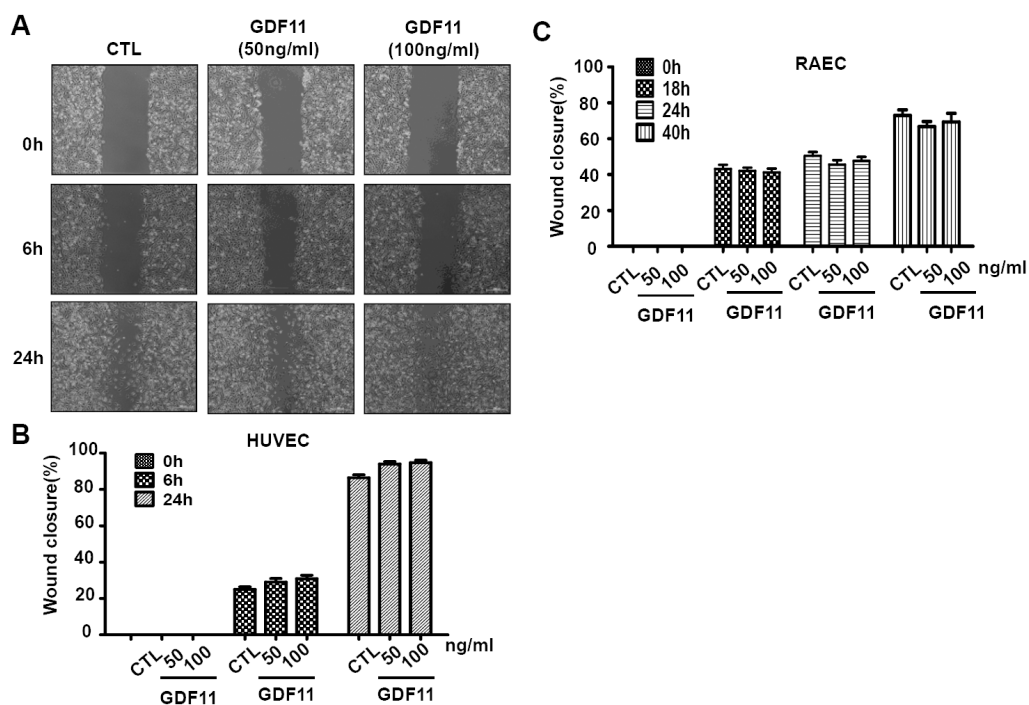 A
CTL
GDF11
(50ng/ml)
GDF11
(100ng/ml)
0h
6h
24h
B
HUVEC
0h
6h
24h
Wound closure(%)
100
80
60
40
20
0
CTL 50 100 CTL 50 100 CTL 50 100 ng/ml
GDF11 GDF11 GDF11
C
RAEC
0h
18h
24h
40h
Wound closure(%)
100
80
60
40
20
0
CTL 50 100 CTL 50 100 CTL 50 100 CTL 50 100 ng/ml
GDF11 GDF11 GDF11 GDF11